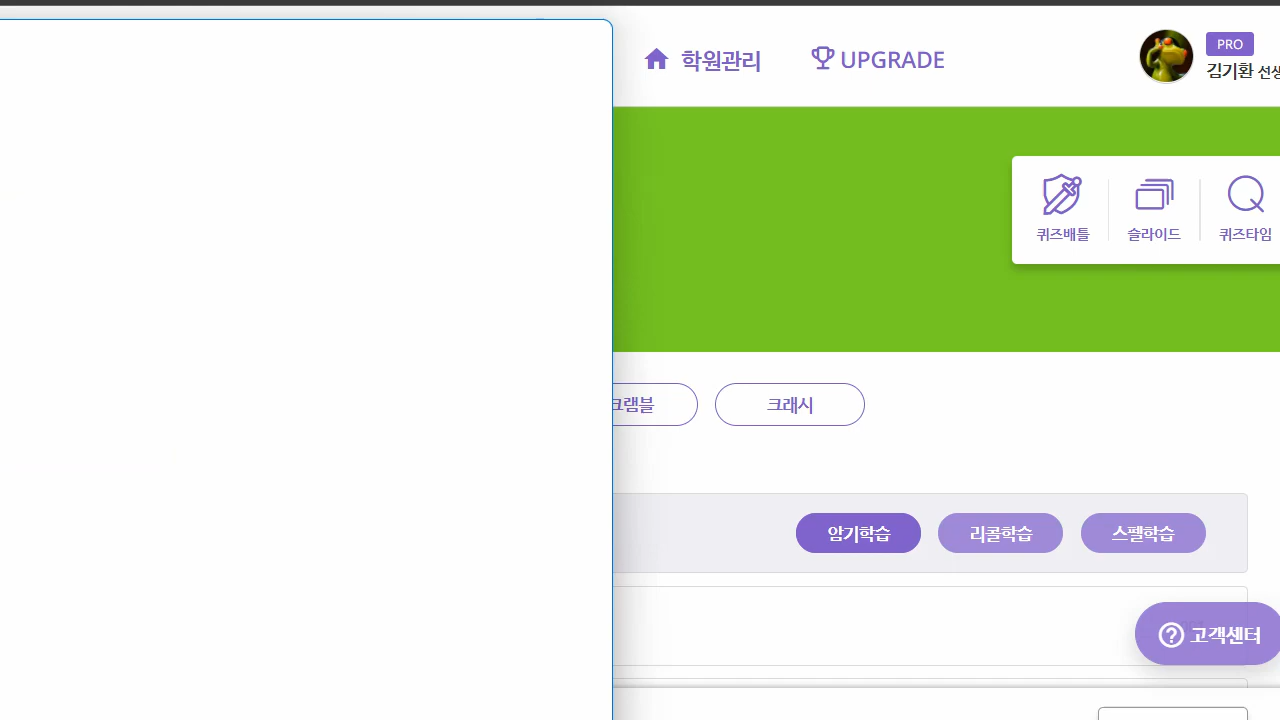 학원관리
UPGRADE
PRO
김기환
퀴즈배틀
슬라이드
퀴즈타임
크래시
암기학습
리콜학습
스펠학습
고객센터